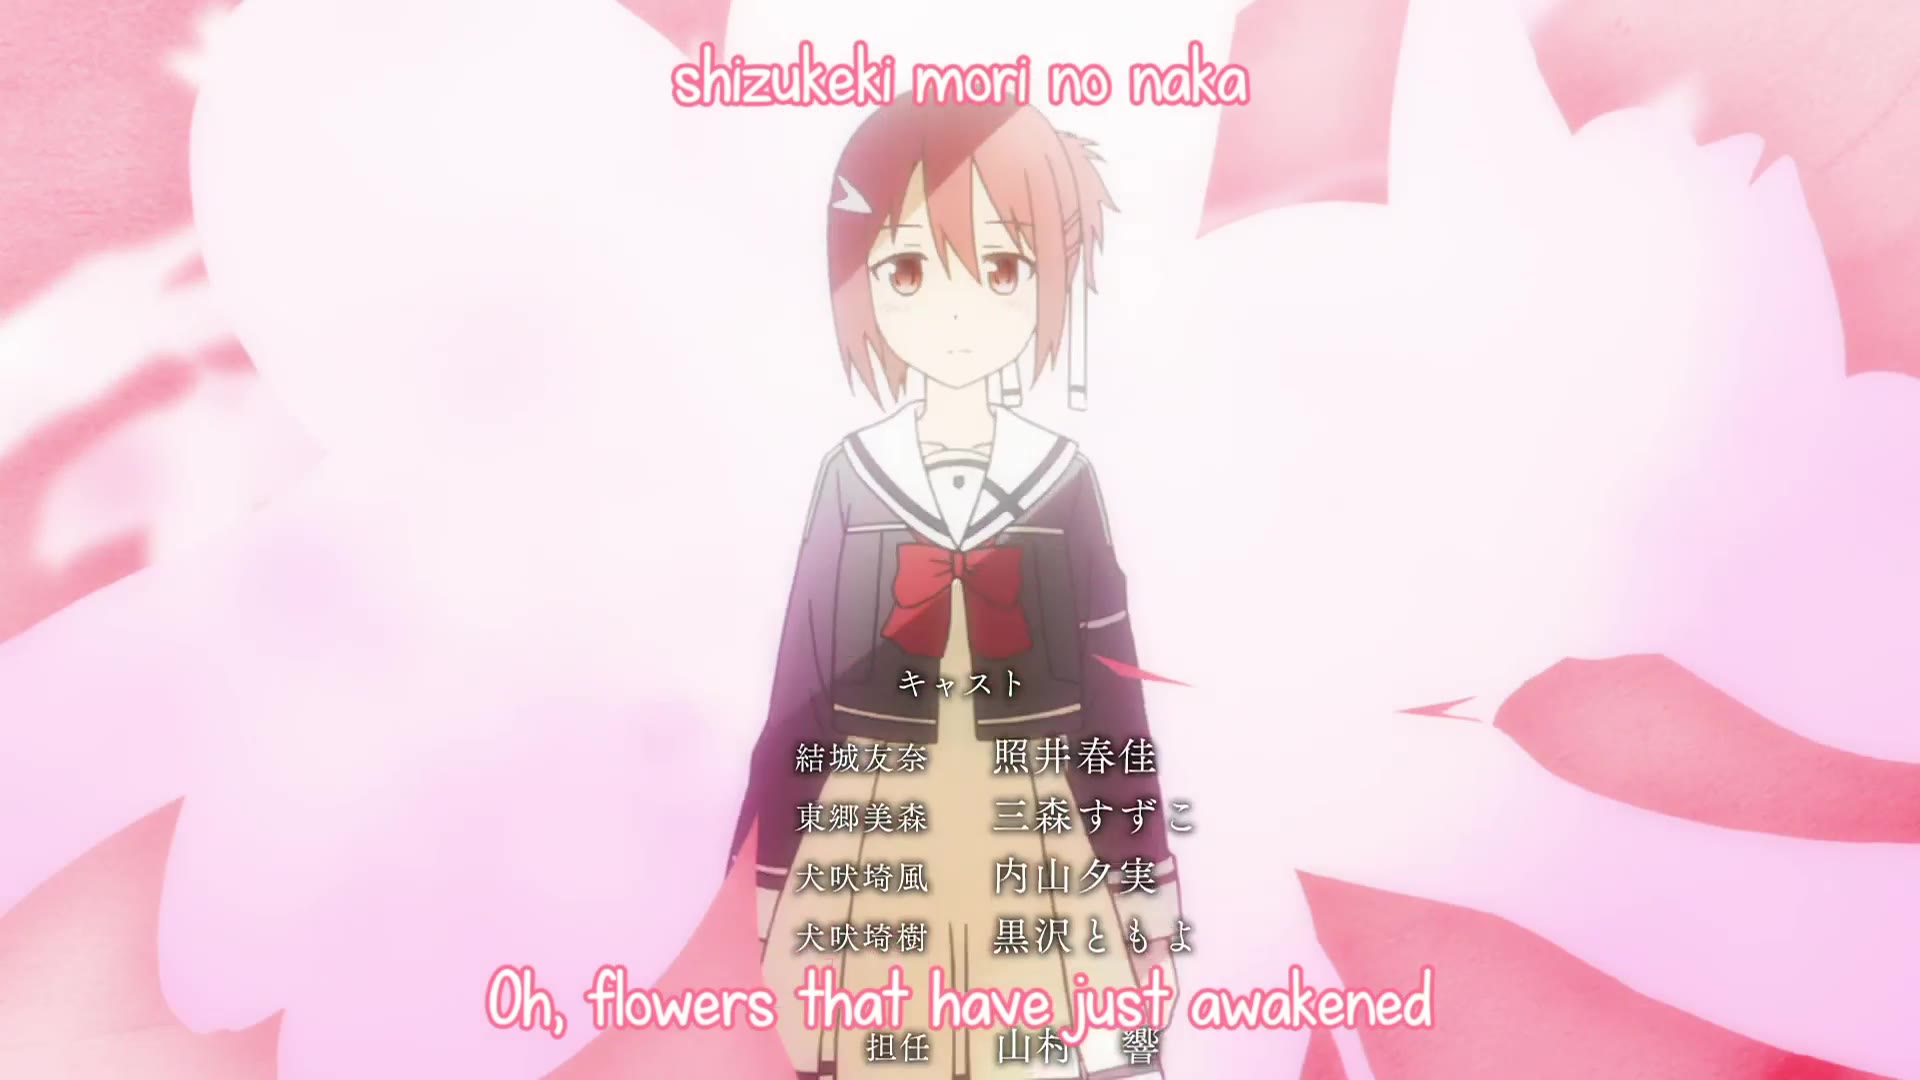 shizukeki mori no naka
キャスト
結城友奈 照井春佳
東郷美森 三森すずこ
犬吠埼風 内山夕実
犬吠埼樹 黒沢ともよ
Oh, flowers that have just awakened
担任 山村 響